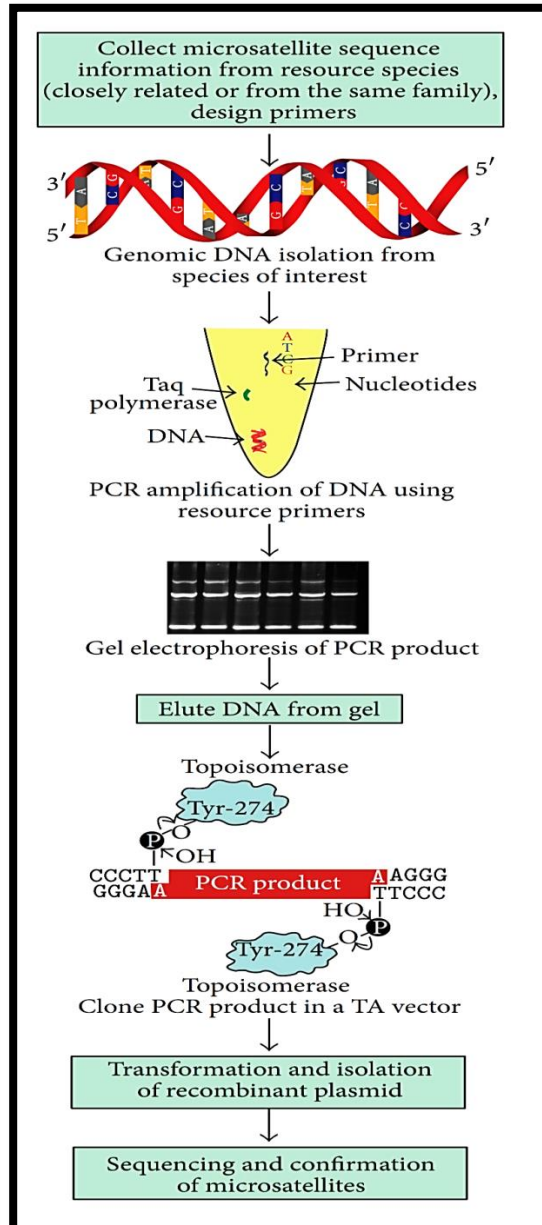 Collect microsatellite sequence
information from resource species
(closely related or from the same family),
design primers
3′
5′
T A
C G
A T
G C
A T
A
G C
T A
G C
T A
C C
5′
3′
Genomic DNA isolation from
species of interest
A
T
C
G
Primer
Nucleotides
Taq
polymerase
DNA
PCR amplification of DNA using
resource primers
Gel electrophoresis of PCR product
Elute DNA from gel
Topoisomerase
Tyr-274
O
P
OH
CCCTT PCR product A AGGG
GGGAA TTCCC
HO
P
O
Tyr-274
Topoisomerase
Clone PCR product in a TA vector
Transformation and isolation
of recombinant plasmid
Sequencing and confirmation
of microsatellites